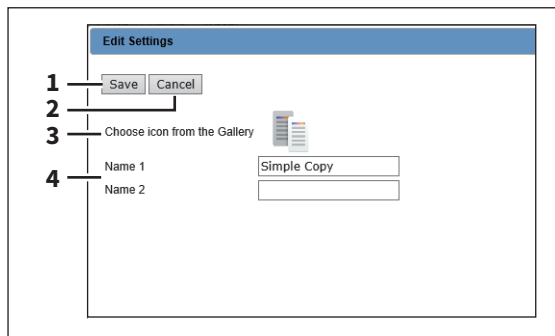 Edit Settings
1 Save Cancel
2
3 Choose icon from the Gallery
4 Name 1 Simple Copy
Name 2